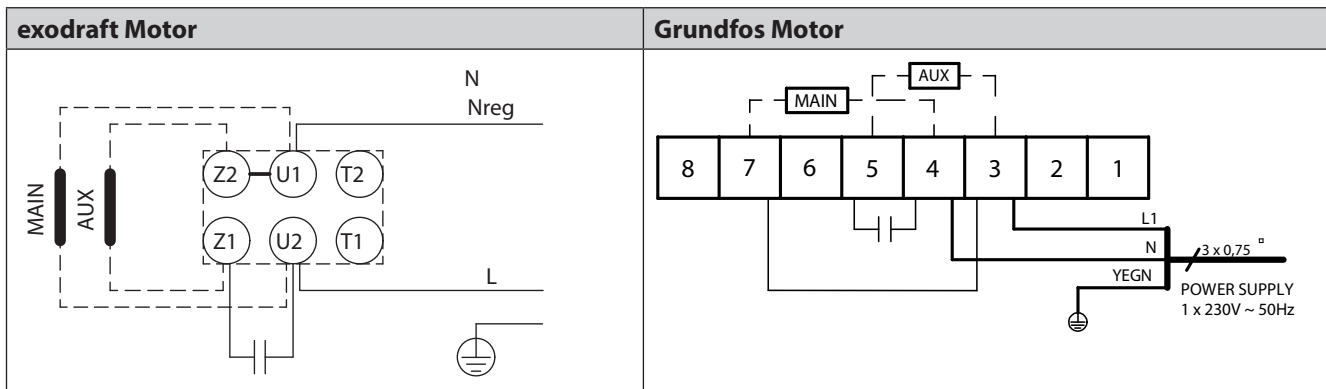 exodraft Motor
Grundfos Motor
N
Nreg
MAIN
AUX
Z2
U1
T2
Z1
U2
T1
L
AUX
MAIN
8 7 6 5 4 3 2 1
L1
N
3 x 0,75 ▫
YEGN
POWER SUPPLY
1 x 230V ~ 50Hz